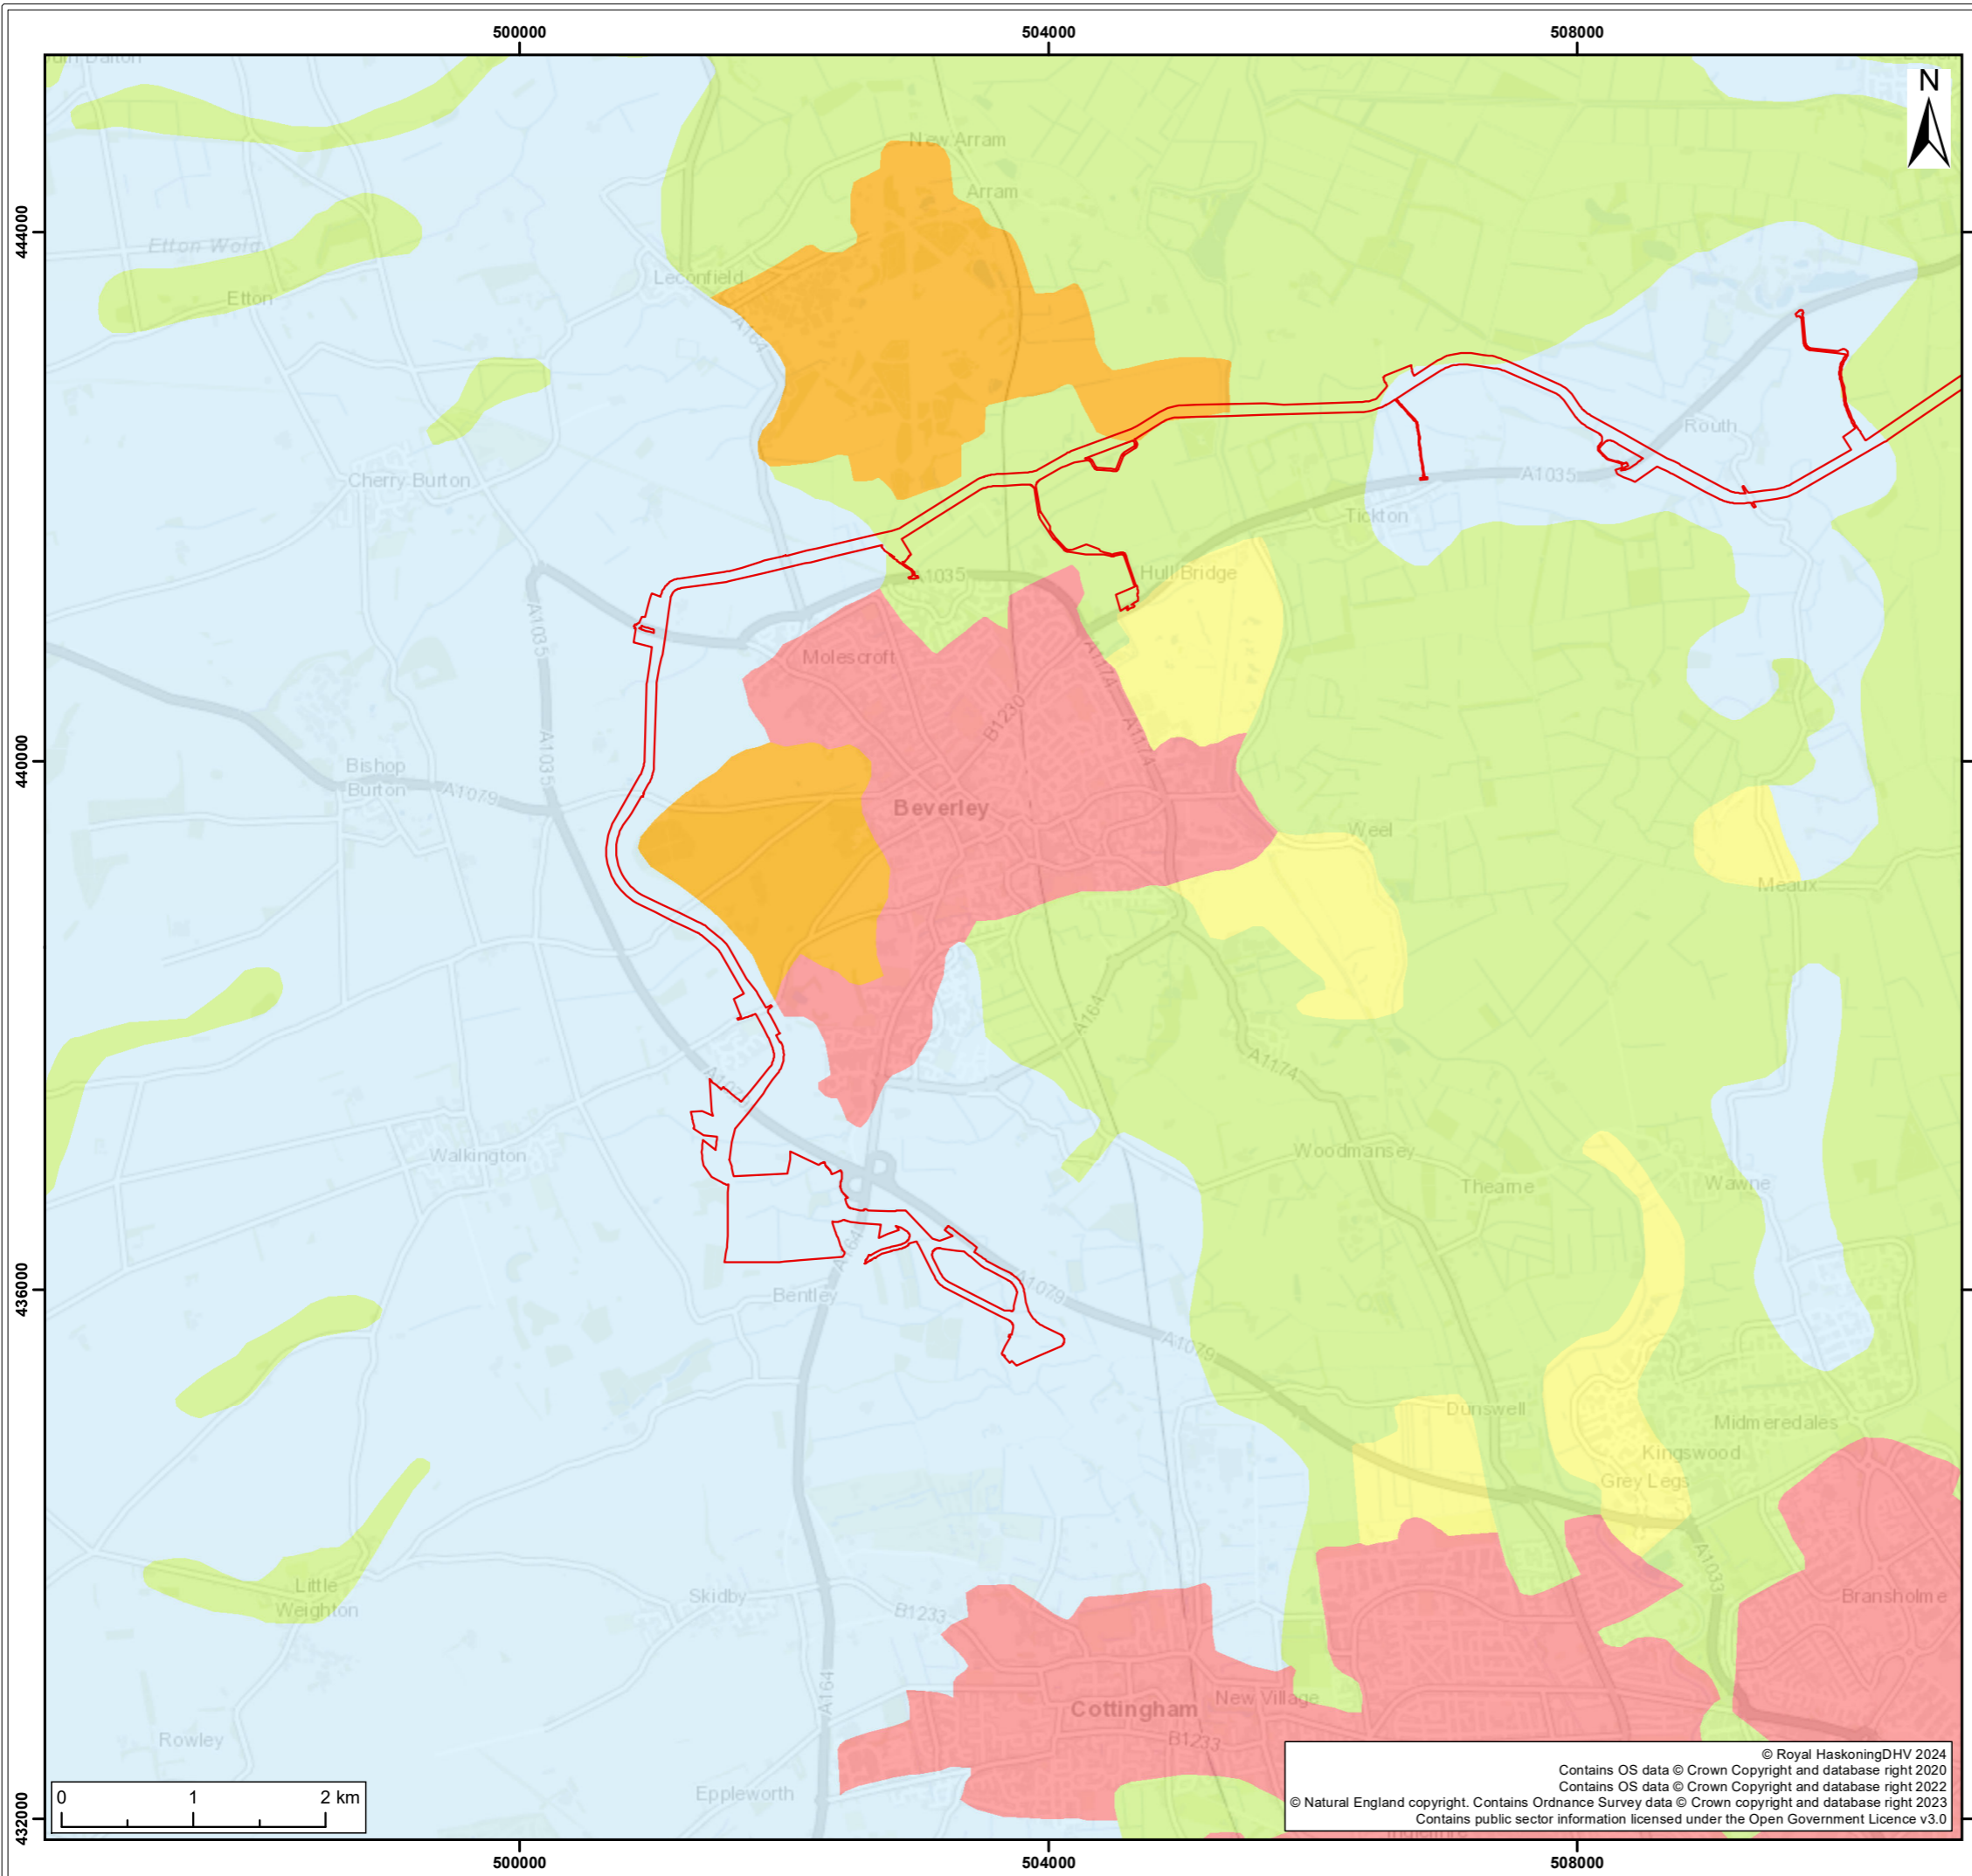 500000
504000
508000
N
New Arram
Arram
444000
Etton Wold
Leconfield
Etton
A164
Routh
Cherry Burton
A1035
Tickton
A1035
Hull Bridge
A1035
Molescroft
A1174
B1230
A1174
440000
A1035
Bishop
Burton
A1079
Beverley
Weel
Meaux
A164
A1174
A1079
Walkington
Woodmansey
Thearne
Wawne
A164
436000
Bentley
A1079
A1079
Dunswell
Midmeredales
Kingswood
Grey Legs
A1033
Little
Weighton
Skidby
B1233
Bransholme
A164
Cottingham
New Village
Rowley
B1233
Eppleworth
0 1 2 km
© Royal HaskoningDHV 2024
Contains OS data © Crown Copyright and database right 2020
Contains OS data © Crown Copyright and database right 2022
© Natural England copyright. Contains Ordnance Survey data © Crown copyright and database right 2023
Contains public sector information licensed under the Open Government Licence v3.0
432000
500000
504000
508000